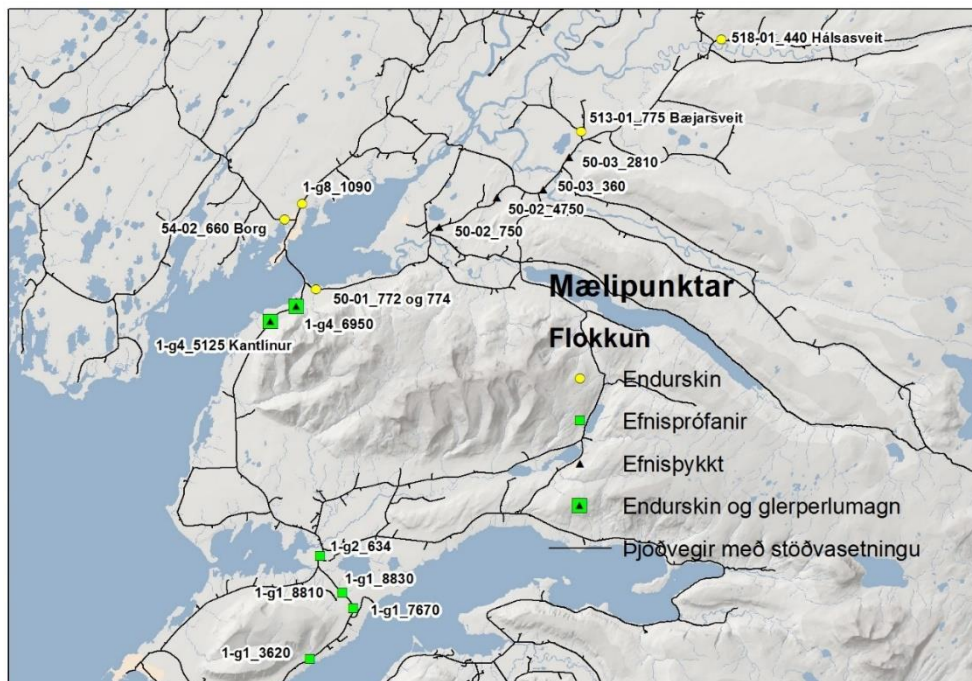 518-01_440 Hálsasveit
513-01_775 Bæjarsveit
50-03_2810
1-g8_1090
50-03_360
50-02_4750
54-02_660 Borg
50-02_750
Mælipunktar
50-01_772 og 774
1-g4_6950
Flokkun
1-g4_5125 Kantlínur
Endurskin
Efnisprófanir
Efnisþykkt
Endurskin og glerperlumagn
Þjóðvegir með stöðvasetningu
1-g2_634
1-g1_8830
1-g1_8810
1-g1_7670
1-g1_3620